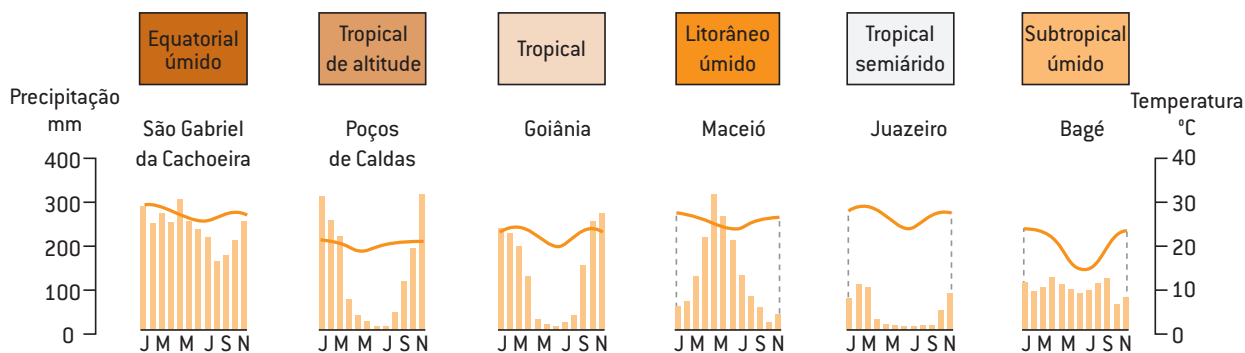 Equatorial
úmido
Tropical
de altitude
Tropical
Litorâneo
úmido
Tropical
semiárido
Subtropical
úmido
Precipitação
mm
São Gabriel
da Cachoeira
Poços
de Caldas
Goiânia
Maceió
Juazeiro
Bagé
Temperatura
ºC
400
300
200
100
0
40
30
20
10
0
J M M J S N
J M M J S N
J M M J S N
J M M J S N
J M M J S N
J M M J S N